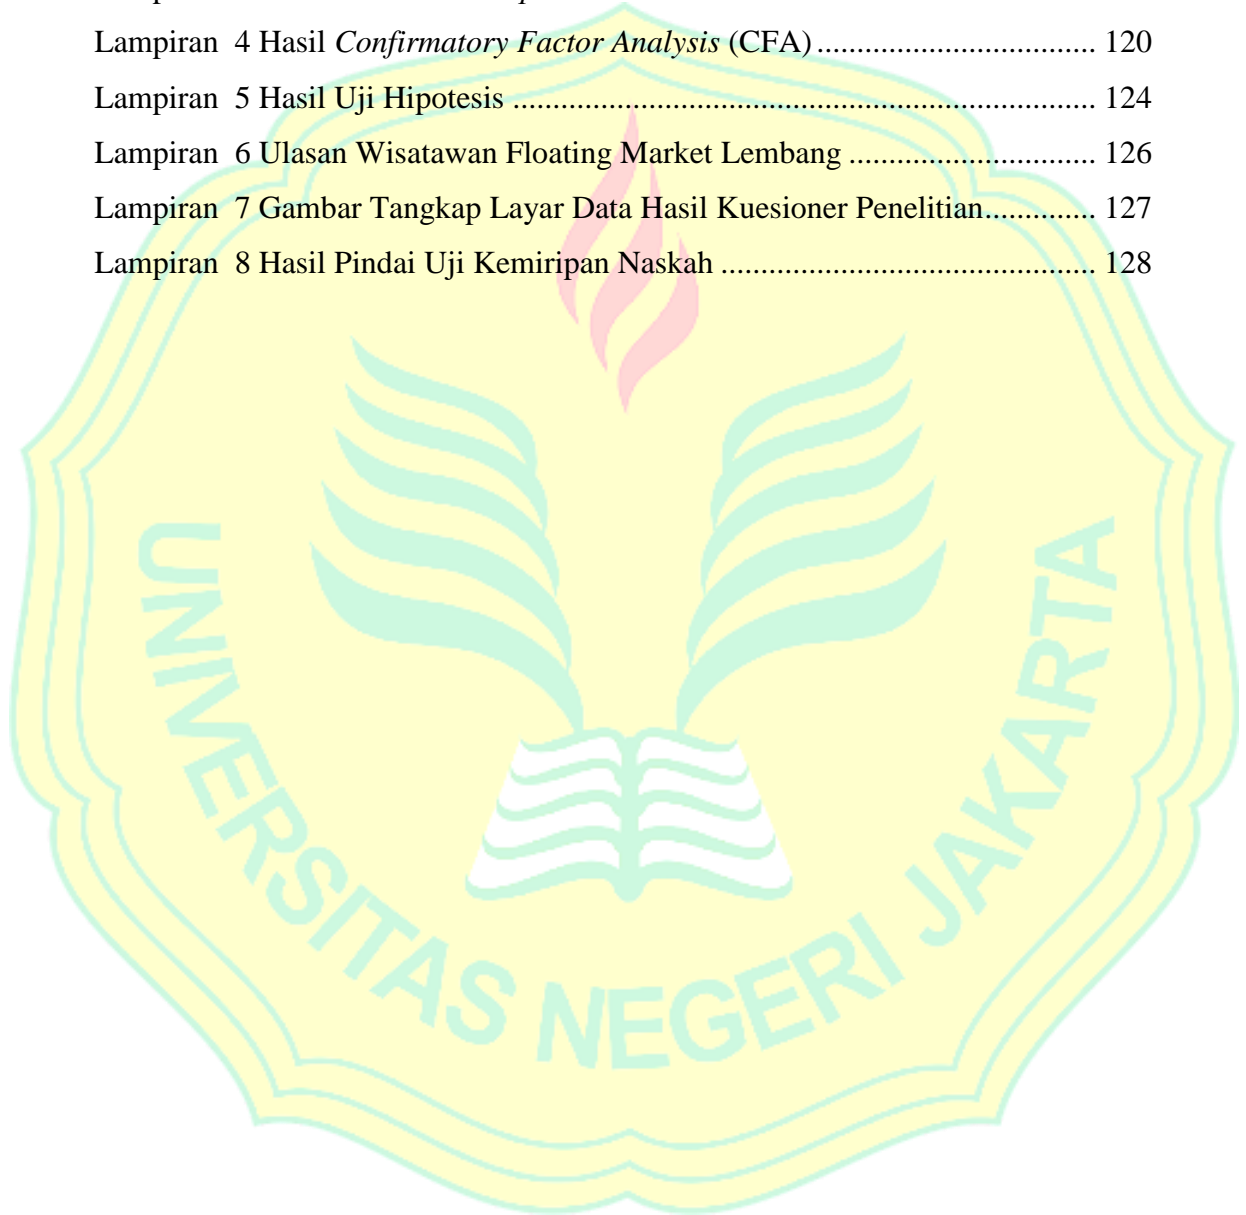 Lampiran 4 Hasil Confirmatory Factor Analysis (CFA) .................................. 120
Lampiran 5 Hasil Uji Hipotesis ......................................................................... 124
Lampiran 6 Ulasan Wisatawan Floating Market Lembang ............................... 126
Lampiran 7 Gambar Tangkap Layar Data Hasil Kuesioner Penelitian.............. 127
Lampiran 8 Hasil Pindai Uji Kemiripan Naskah ............................................... 128
UNIVERSITAS NEGERI JAKARTA